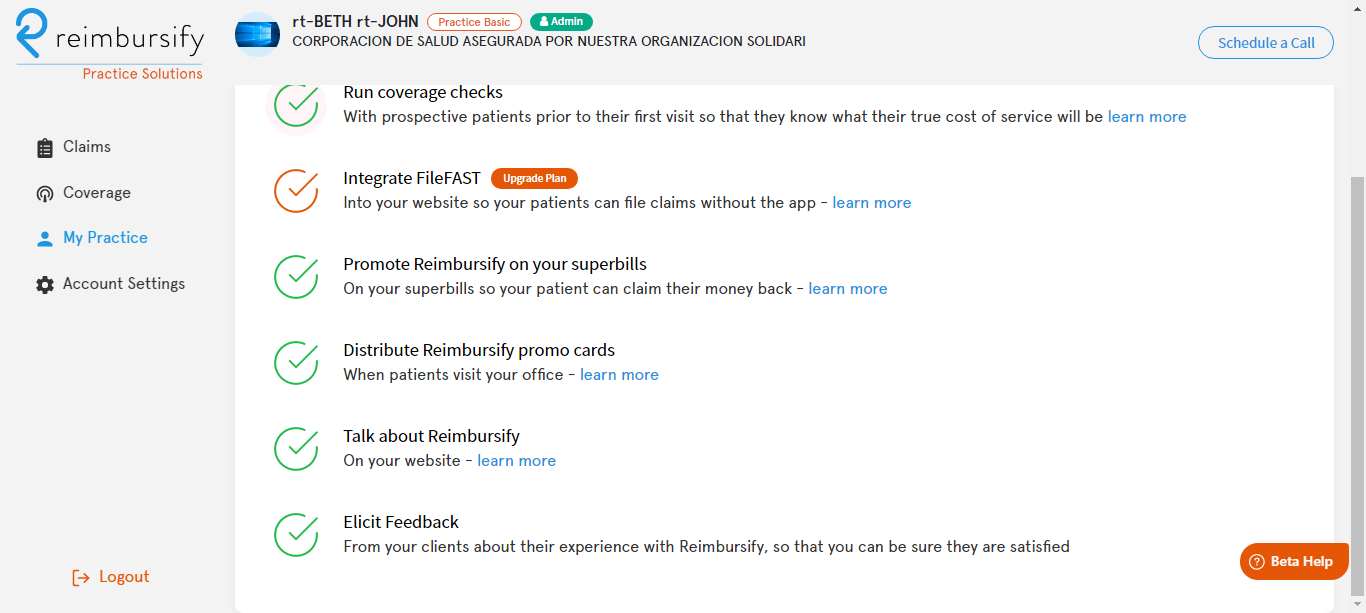 reimbursify
Practice Solutions
rt-BETH rt-JOHN Practice Basic Admin
CORPORACION DE SALUD ASEGURADA POR NUESTRA ORGANIZACION SOLIDARI
Schedule a Call
Claims
Coverage
My Practice
Account Settings
Logout
Run coverage checks
With prospective patients prior to their first visit so that they know what their true cost of service will be learn more
Integrate FileFAST Upgrade Plan
Into your website so your patients can file claims without the app - learn more
Promote Reimbursify on your superbills
On your superbills so your patient can claim their money back - learn more
Distribute Reimbursify promo cards
When patients visit your office - learn more
Talk about Reimbursify
On your website - learn more
Elicit Feedback
From your clients about their experience with Reimbursify, so that you can be sure they are satisfied
? Beta Help